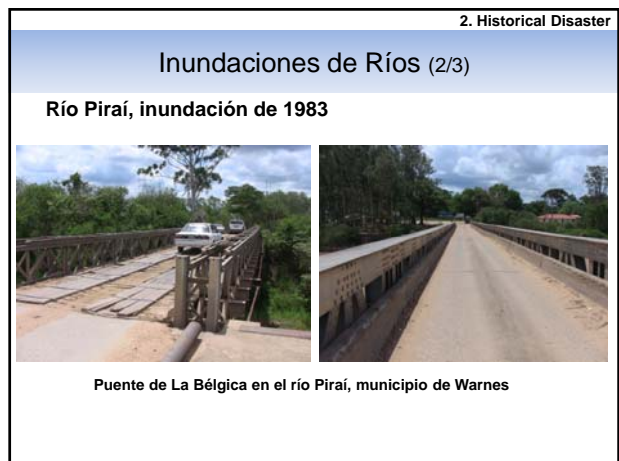 2. Historical Disaster
Inundaciones de Ríos (2/3)
Río Piraí, inundación de 1983
Puente de La Bélgica en el río Piraí, municipio de Warnes